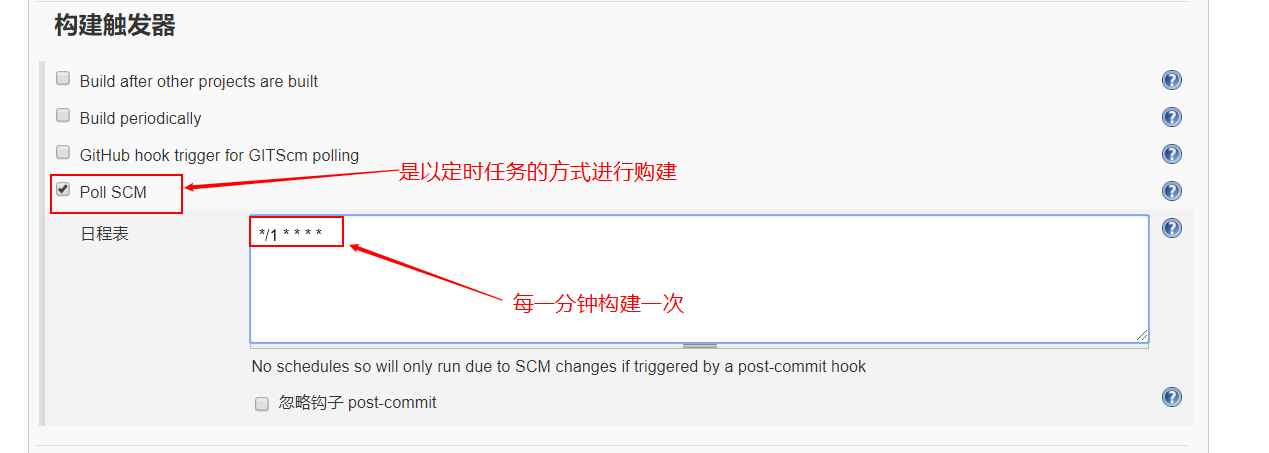 构建触发器
Build after other projects are built
Build periodically
GitHub hook trigger for GITScm polling
是以定时任务的方式进行购建
Poll SCM
日程表
*/1 * * * *
每一分钟构建一次
No schedules so will only run due to SCM changes if triggered by a post-commit hook
忽略钩子 post-commit